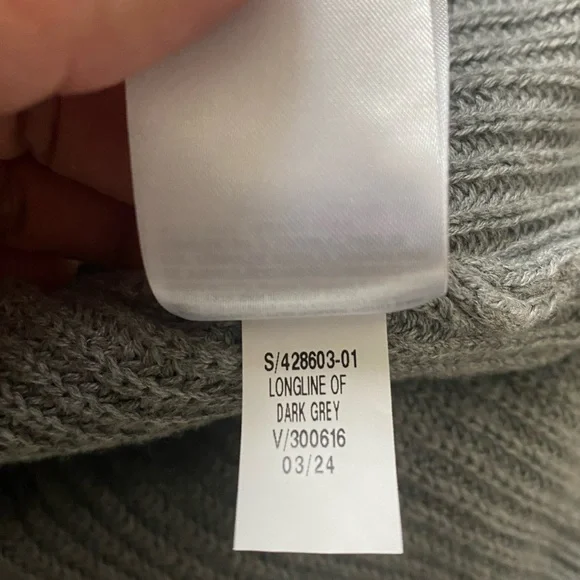 S/428603-01
LONGLINE OF
DARK GREY
V/300616
03/24